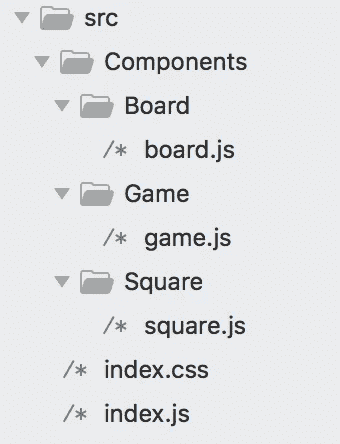 src
Components
Board
/* board.js
Game
/* game.js
Square
/* square.js
/* index.css
/* index.js